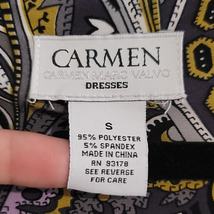 CARMEN
CARMEN MARC VALVO
DRESSES
S
95% POLYESTER
5% SPANDEX
MADE IN CHINA
RN 93178
SEE REVERSE
FOR CARE